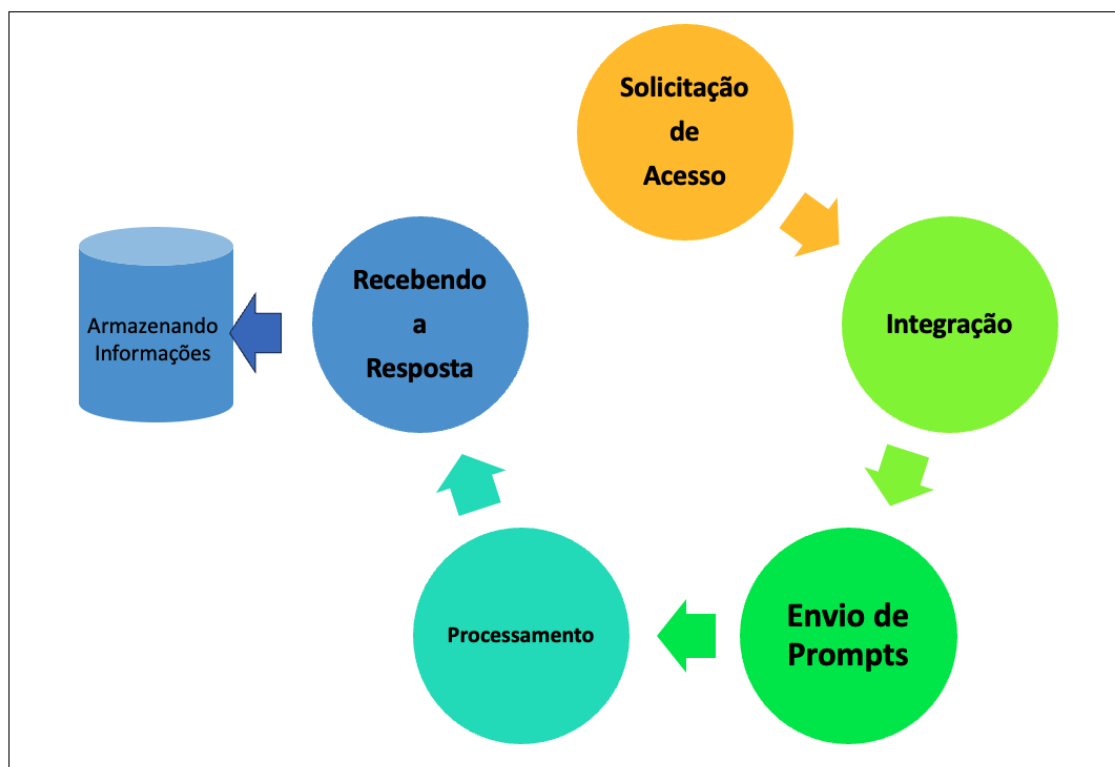 Solicitação
de
Acesso
Integração
Envio de
Prompts
Processamento
Recebendo
a
Resposta
Armazenando
Informações